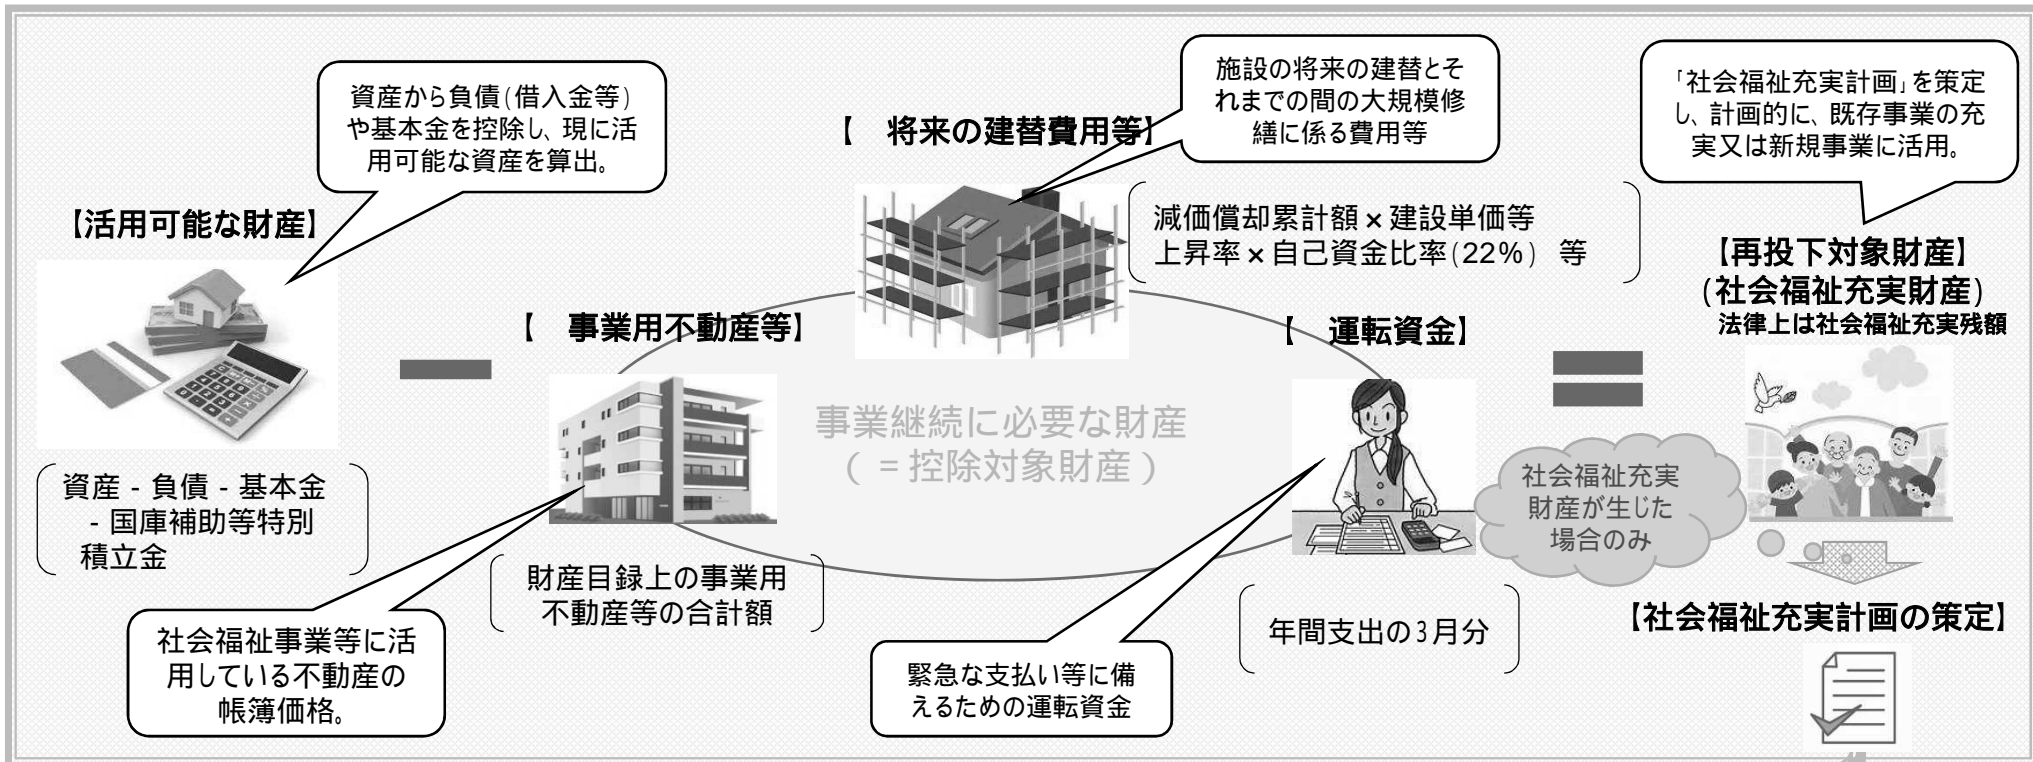 資産から負債(借入金等)
や基本金を控除し、現に活
用可能な資産を算出。
【活用可能な財産】
資産 - 負債 - 基本金
- 国庫補助等特別
積立金
【　事業用不動産等】
財産目録上の事業用
不動産等の合計額
社会福祉事業等に活
用している不動産の
帳簿価格。
【　将来の建替費用等】
施設の将来の建替とそ
れまでの間の大規模修
繕に係る費用等
減価償却累計額×建設単価等
上昇率×自己資金比率(22%) 等
事業継続に必要な財産
( = 控除対象財産 )
【　運転資金】
年間支出の3月分
緊急な支払い等に備
えるための運転資金
「社会福祉充実計画」を策定
し、計画的に、既存事業の充
実又は新規事業に活用。
【再投下対象財産】
(社会福祉充実財産)
法律上は社会福祉充実残額
社会福祉充実
財産が生じた
場合のみ
【社会福祉充実計画の策定】